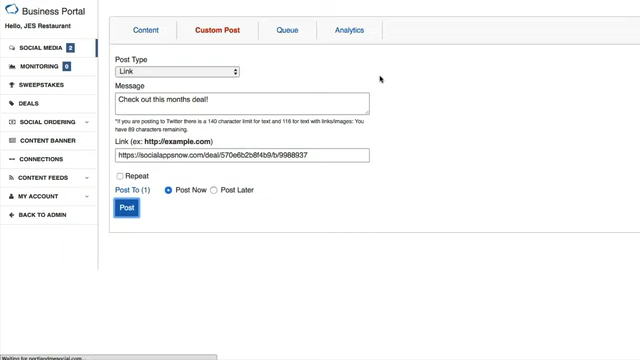 Business Portal
Hello, JES Restaurant
SOCIAL MEDIA 2
MONITORING 0
SWEEPSTAKES
DEALS
SOCIAL ORDERING
CONTENT BANNER
CONNECTIONS
CONTENT FEEDS
MY ACCOUNT
BACK TO ADMIN
Content Custom Post Queue Analytics
Post Type
Link
Message
Check out this months deal!
*If you are posting to Twitter there is a 140 character limit for text and 116 for text with links/images: You
have 89 characters remaining.
Link (ex: http://example.com)
https://socialappsnow.com/deal/570e6b2b8f4b9/b/9988937
Repeat
Post To (1) Post Now Post Later
Post
Waiting for portlandmesocial.com...